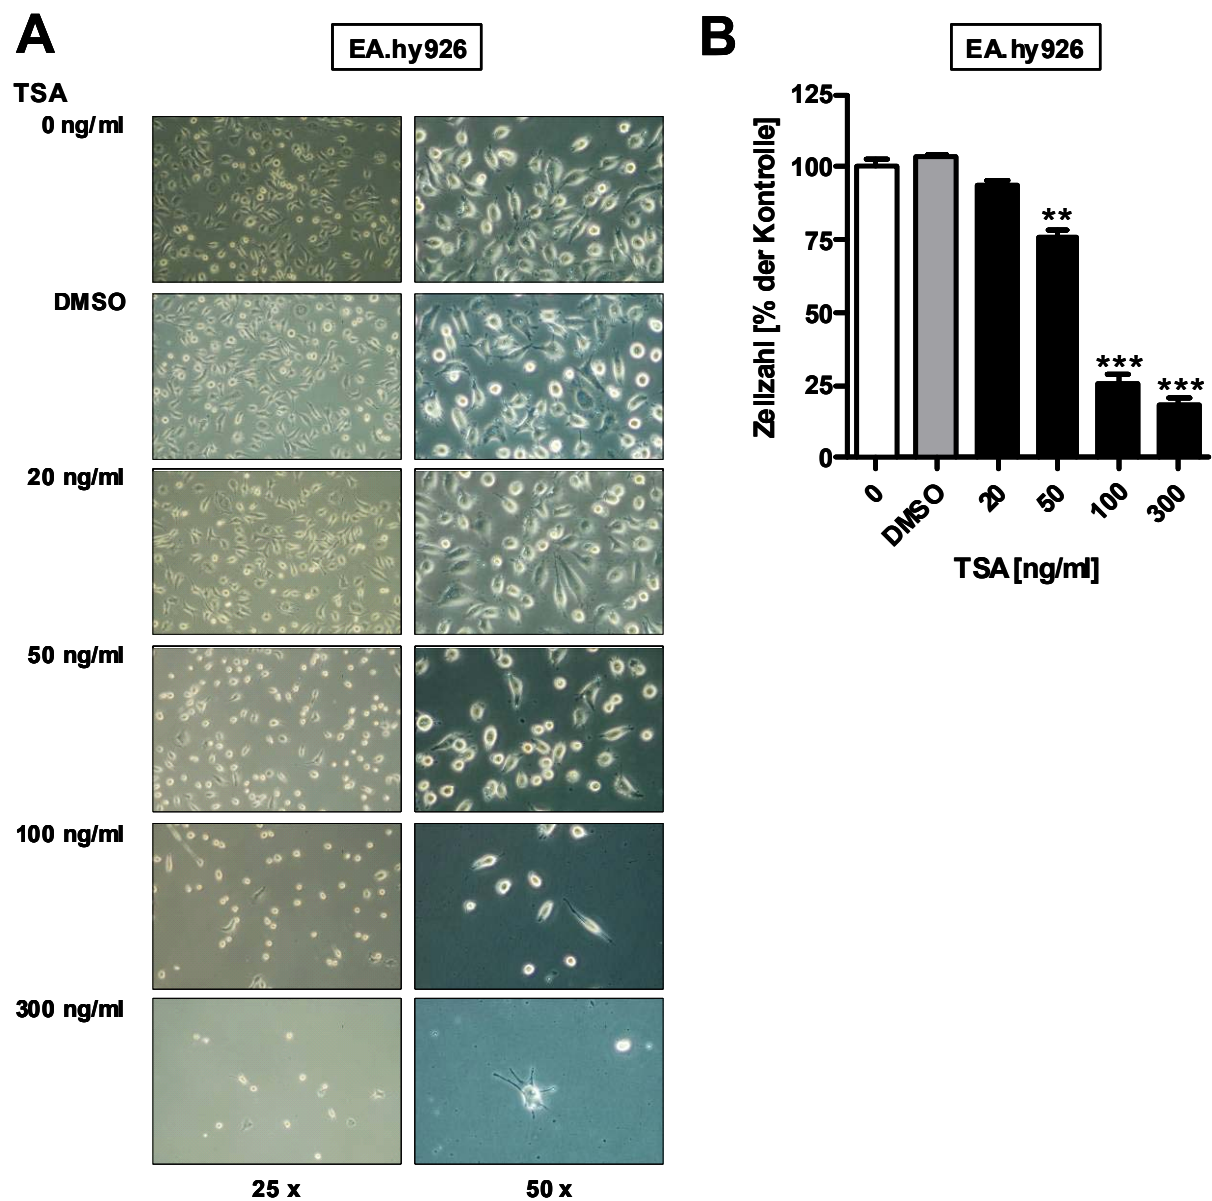 A
EA.hy926
TSA
0 ng/ml
DMSO
20 ng/ml
50 ng/ml
100 ng/ml
300 ng/ml
25 x
50 x
B
EA.hy926
Zellzahl [% der Kontrolle]
125
100
75
50
25
0
**
***
***
0
DMSO
20
50
100
300
TSA [ng/ml]